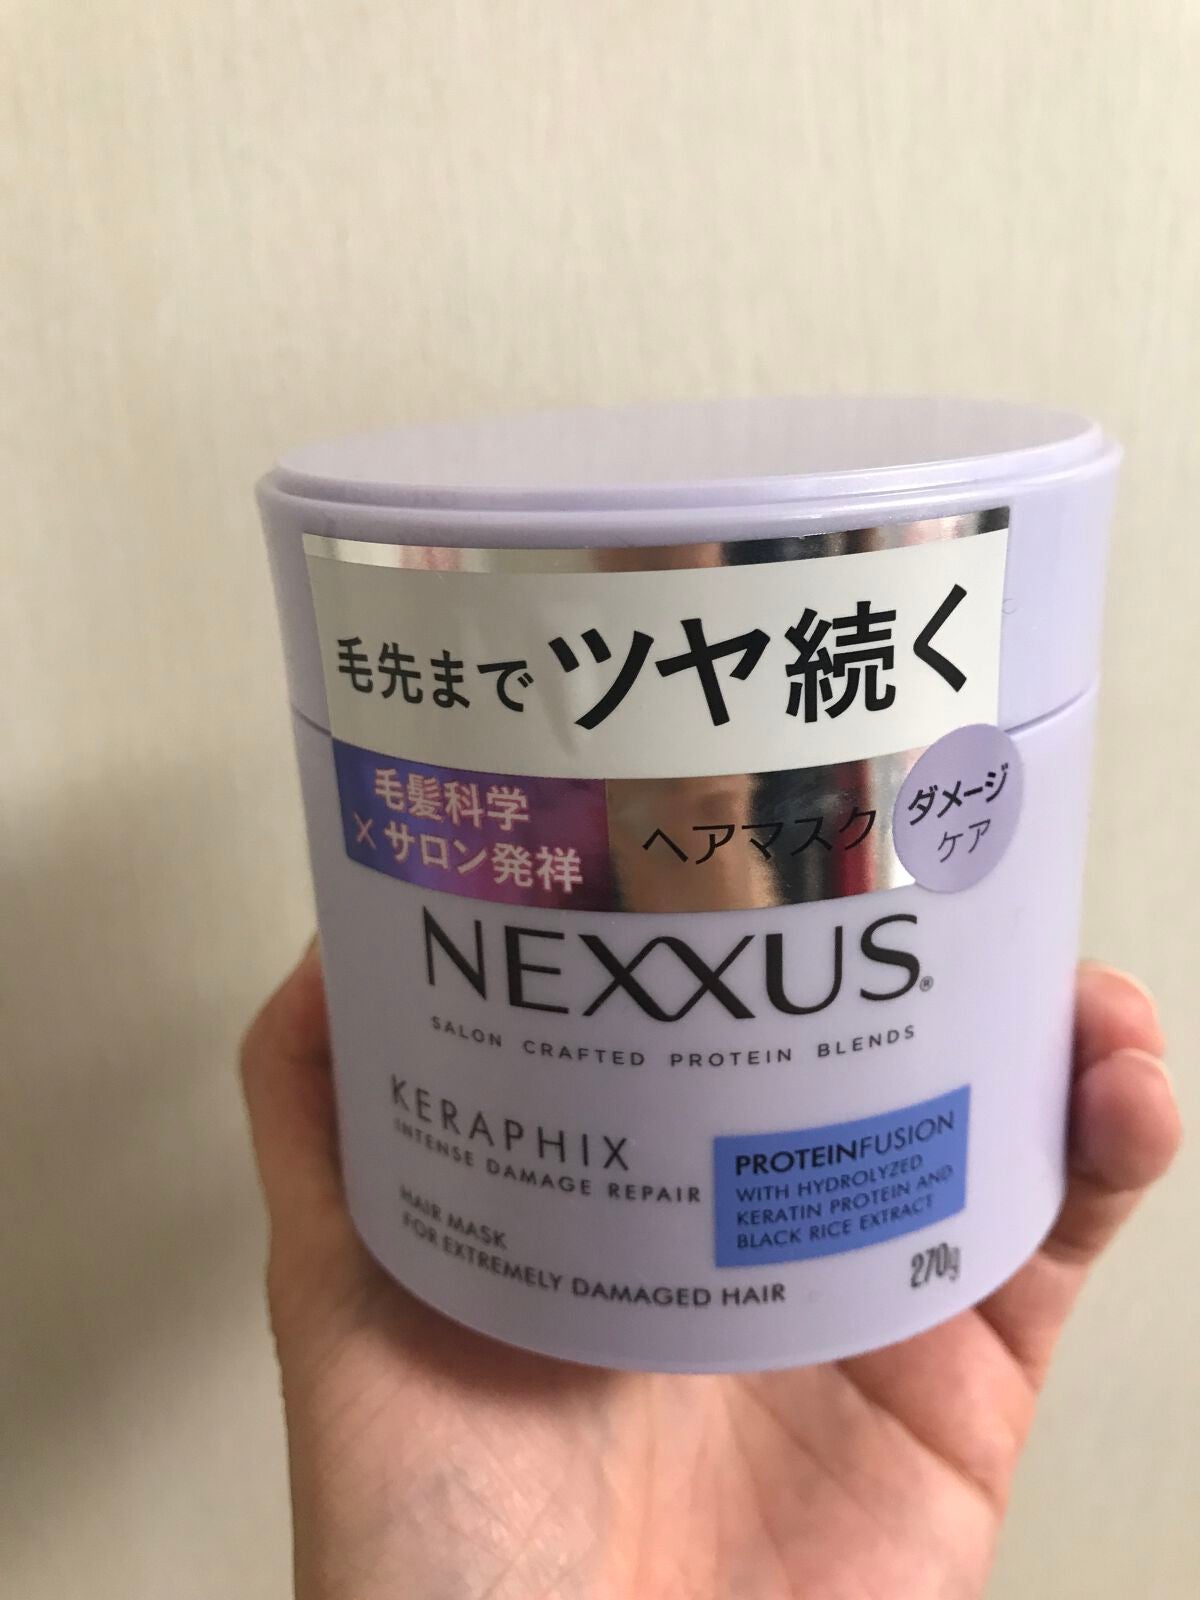 毛先までツヤ続く
毛髪科学
×サロン発祥
ヘアマスク
ダメージ
ケア
NEXXUS®
SALON CRAFTED PROTEIN BLENDS
KERAPHIX
INTENSE DAMAGE REPAIR
HAIR MASK
FOR EXTREMELY DAMAGED HAIR
PROTEINFUSION
WITH HYDROLYZED
KERATIN PROTEIN AND
BLACK RICE EXTRACT
270g